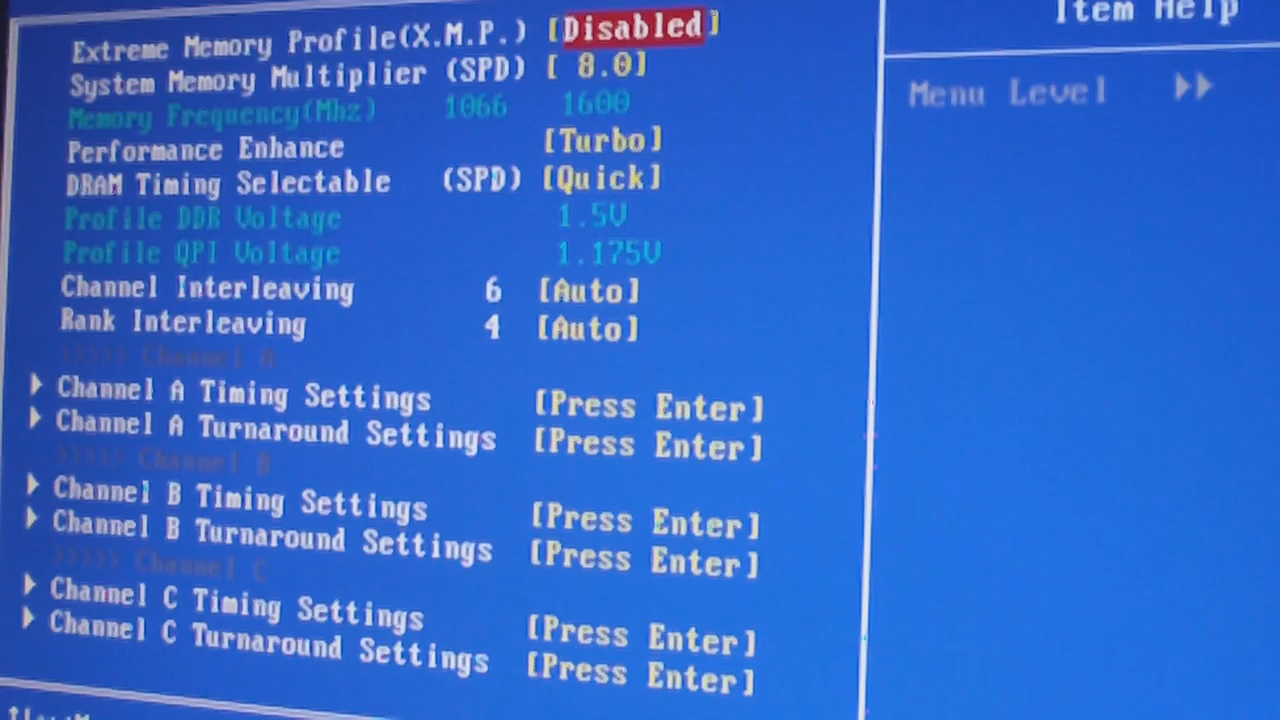 Extreme Memory Profile(X.M.P.) [Disabled]
System Memory Multiplier (SPD) [ 8.0]
Memory Frequency(Mhz) 1066 1600
Performance Enhance [Turbo]
DRAM Timing Selectable (SPD) [Quick]
Profile DDR Voltage 1.5V
Profile QPI Voltage 1.175V
Channel Interleaving 6 [Auto]
Rank Interleaving 4 [Auto]
>>>>> Channel A
Channel A Timing Settings [Press Enter]
Channel A Turnaround Settings [Press Enter]
>>>>> Channel B
Channel B Timing Settings [Press Enter]
Channel B Turnaround Settings [Press Enter]
>>>>> Channel C
Channel C Timing Settings [Press Enter]
Channel C Turnaround Settings [Press Enter]
Item Help
Menu Level